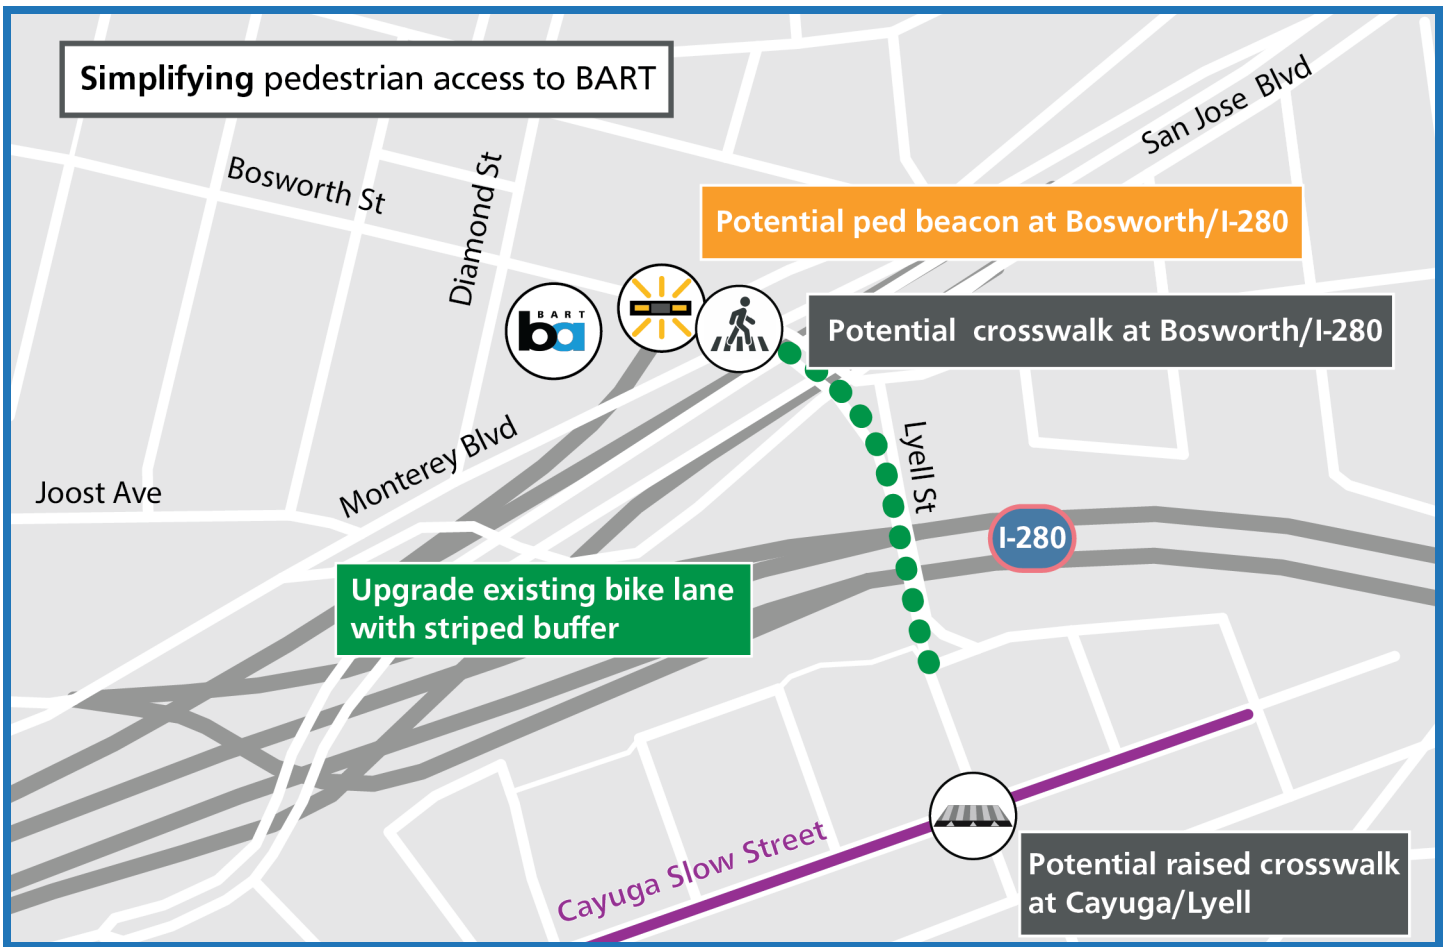 Simplifying pedestrian access to BART
San Jose Blvd
Bosworth St
Diamond St
Potential ped beacon at Bosworth/I-280
BART
ba
Potential crosswalk at Bosworth/I-280
Monterey Blvd
Lyell St
Joost Ave
I-280
Upgrade existing bike lane
with striped buffer
Cayuga Slow Street
Potential raised crosswalk
at Cayuga/Lyell